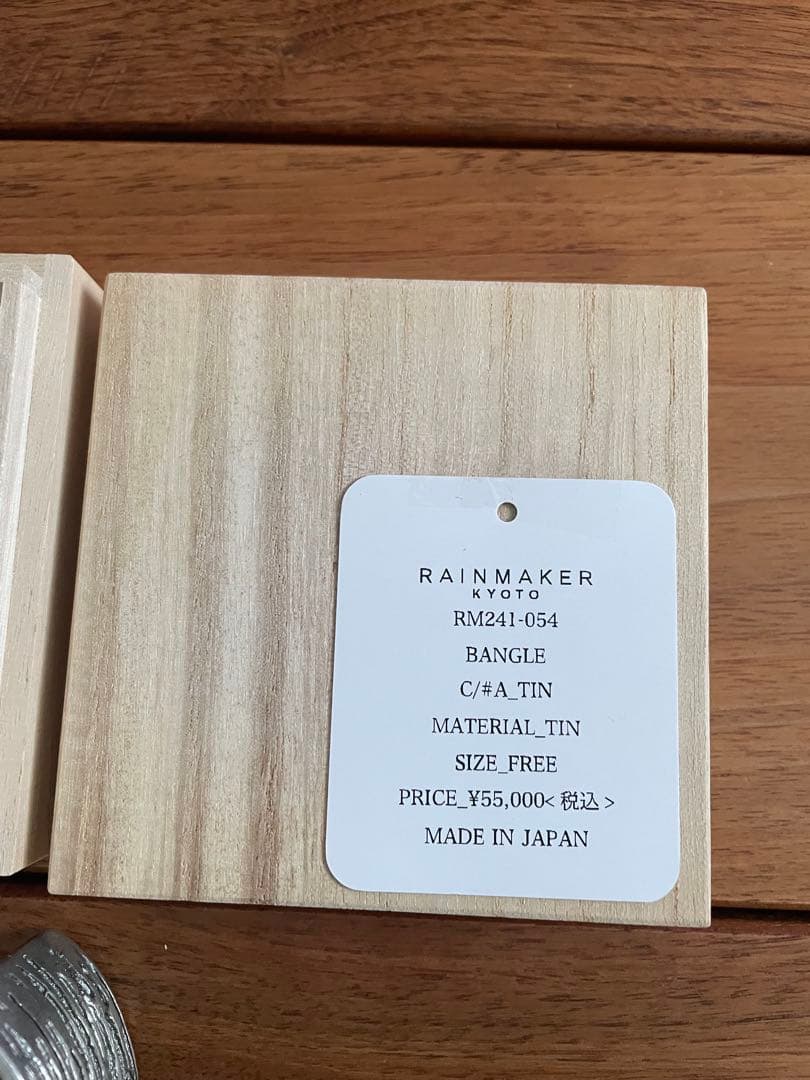 RAINMAKER
KYOTO
RM241-054
BANGLE
C/#A_TIN
MATERIAL_TIN
SIZE_FREE
PRICE_¥55,000<税込>
MADE IN JAPAN